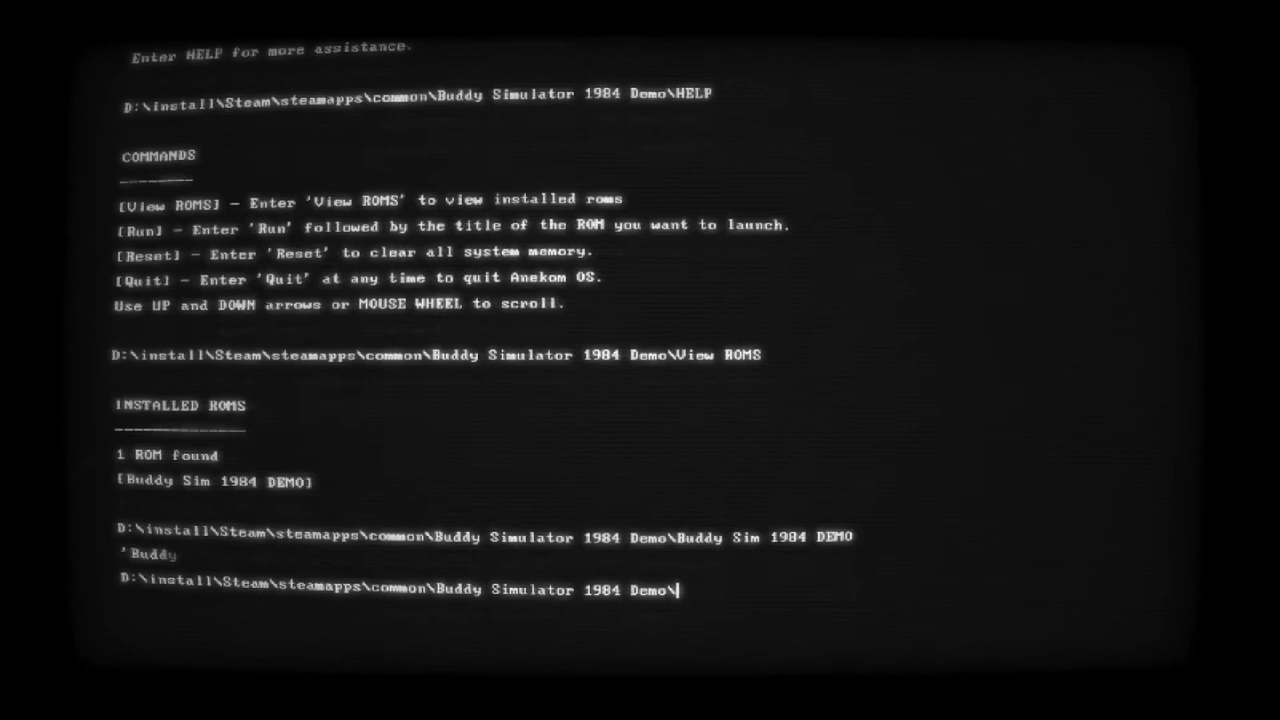 Enter HELP for more assistance.
D:\install\Steam\steamapps\common\Buddy Simulator 1984 Demo\HELP
COMMANDS
--------
[View ROMS] - Enter 'View ROMS' to view installed roms
[Run] - Enter 'Run' followed by the title of the ROM you want to launch.
[Reset] - Enter 'Reset' to clear all system memory.
[Quit] - Enter 'Quit' at any time to quit Anekom OS.
Use UP and DOWN arrows or MOUSE WHEEL to scroll.
D:\install\Steam\steamapps\common\Buddy Simulator 1984 Demo\View ROMS
INSTALLED ROMS
--------------
1 ROM found
[Buddy Sim 1984 DEMO]
D:\install\Steam\steamapps\common\Buddy Simulator 1984 Demo\Buddy Sim 1984 DEMO
'Buddy
D:\install\Steam\steamapps\common\Buddy Simulator 1984 Demo\